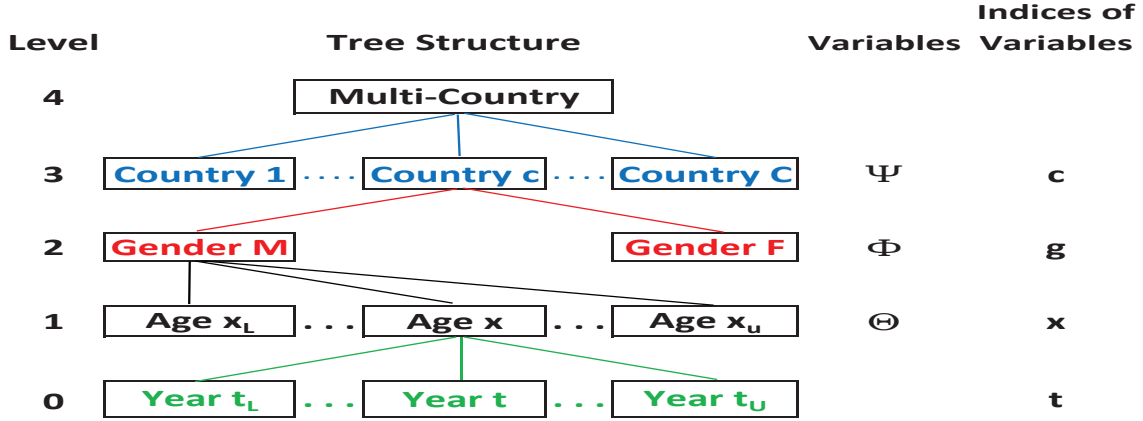 Indices of
Level Tree Structure Variables Variables
4 Multi-Country
3 Country 1 .... Country c .... Country C Ψ c
2 Gender M Gender F Φ g
1 Age xL ... Age x ... Age xu Θ x
0 Year tL ... Year t ... Year tU t